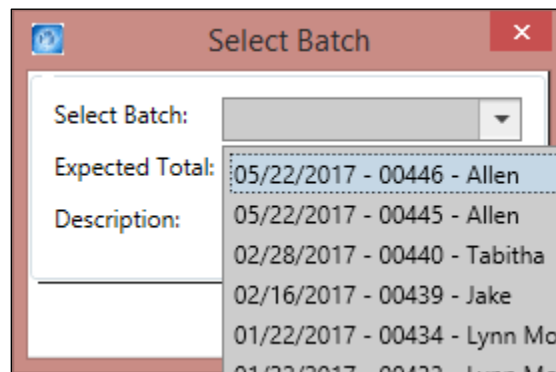 Select Batch
Select Batch:
Expected Total:
05/22/2017 - 00446 - Allen
05/22/2017 - 00445 - Allen
Description:
02/28/2017 - 00440 - Tabitha
02/16/2017 - 00439 - Jake
01/22/2017 - 00434 - Lynn Mo